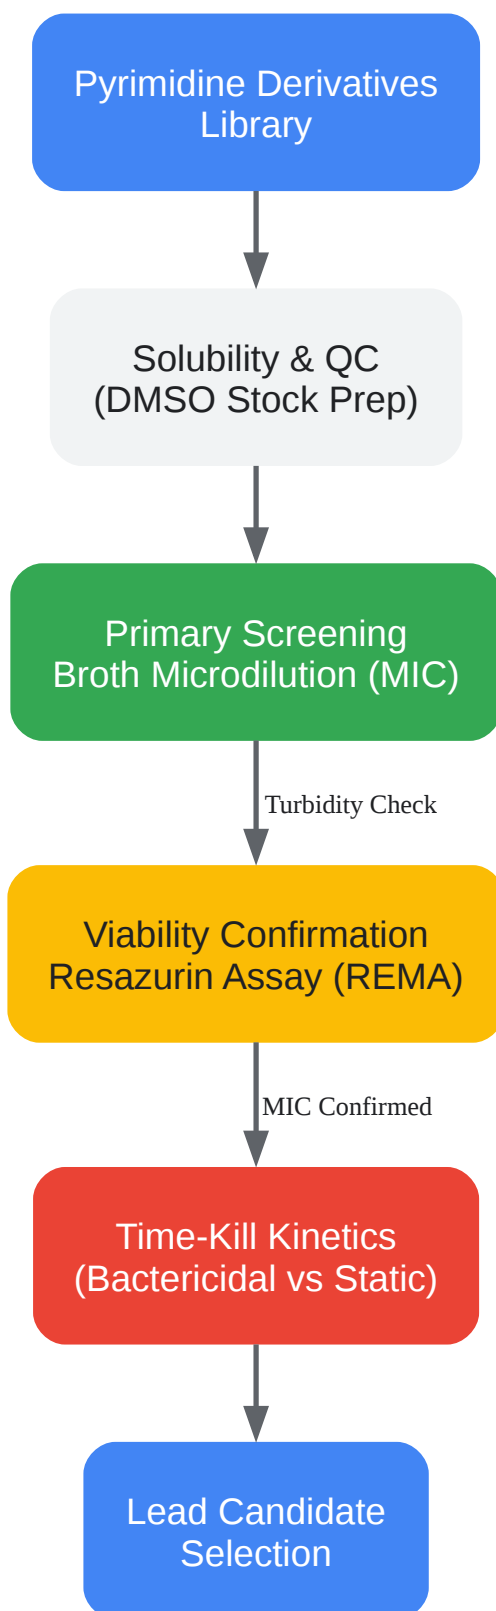 Pyrimidine Derivatives
Library
Solubility & QC
(DMSO Stock Prep)
Primary Screening
Broth Microdilution (MIC)
Turbidity Check
Viability Confirmation
Resazurin Assay (REMA)
MIC Confirmed
Time-Kill Kinetics
(Bactericidal vs Static)
Lead Candidate
Selection